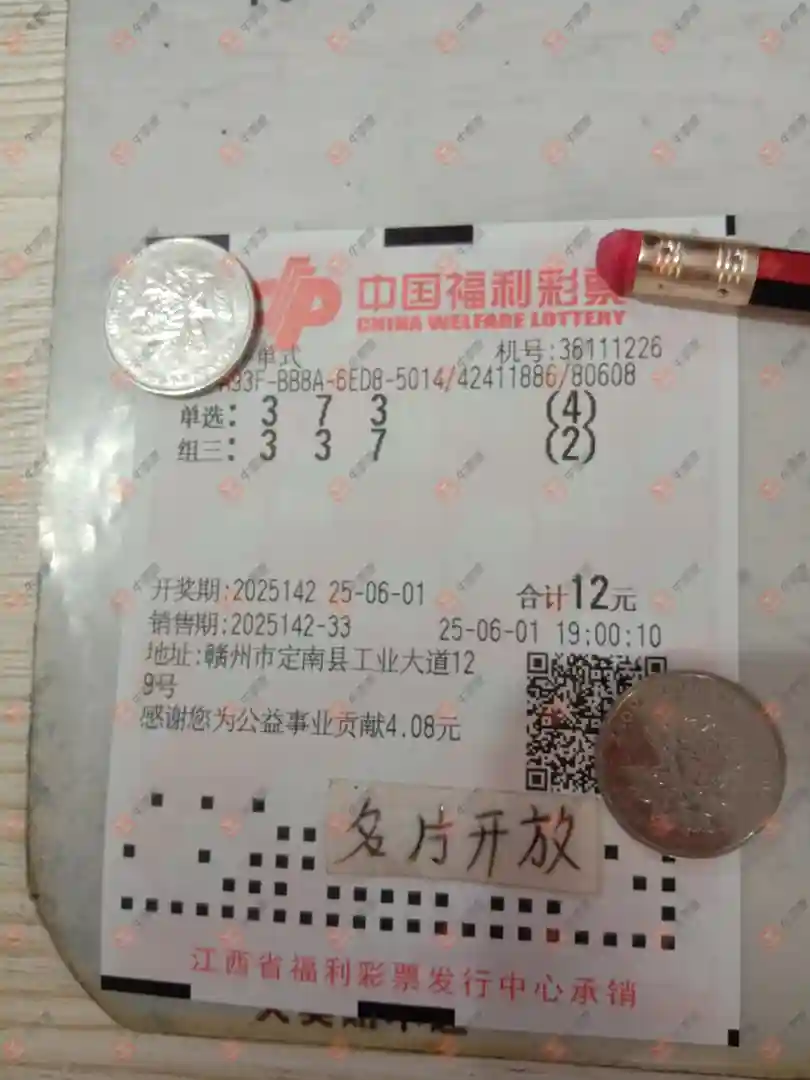 中国福利彩票
CHINA WELFARE LOTTERY
单式 机号:36111226
A93F-BB8A-6ED8-5014/42411886/80608
单选: 3 7 3 (4)
组三: 3 3 7 (2)
开奖期:2025142 25-06-01 合计12元
销售期:2025142-33 25-06-01 19:00:10
地址:赣州市定南县工业大道12
9号
感谢您为公益事业贡献4.08元
名片开放
江西省福利彩票发行中心承销